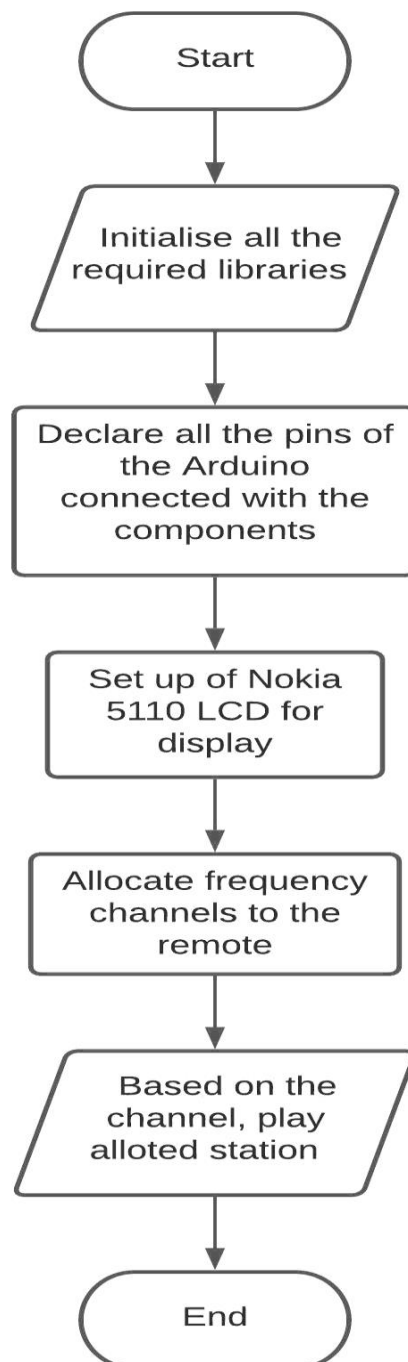 Start
Initialise all the
required libraries
Declare all the pins of
the Arduino
connected with the
components
Set up of Nokia
5110 LCD for
display
Allocate frequency
channels to the
remote
Based on the
channel, play
alloted station
End